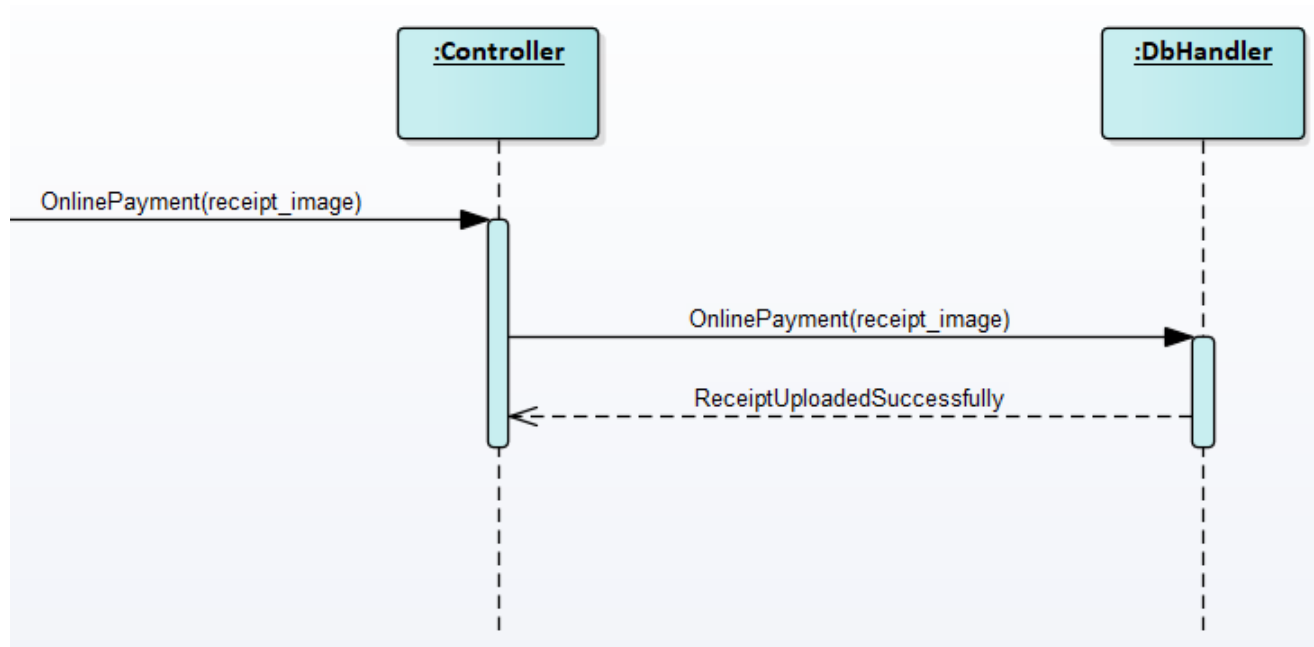 :Controller
:DbHandler
OnlinePayment(receipt_image)
OnlinePayment(receipt_image)
ReceiptUploadedSuccessfully